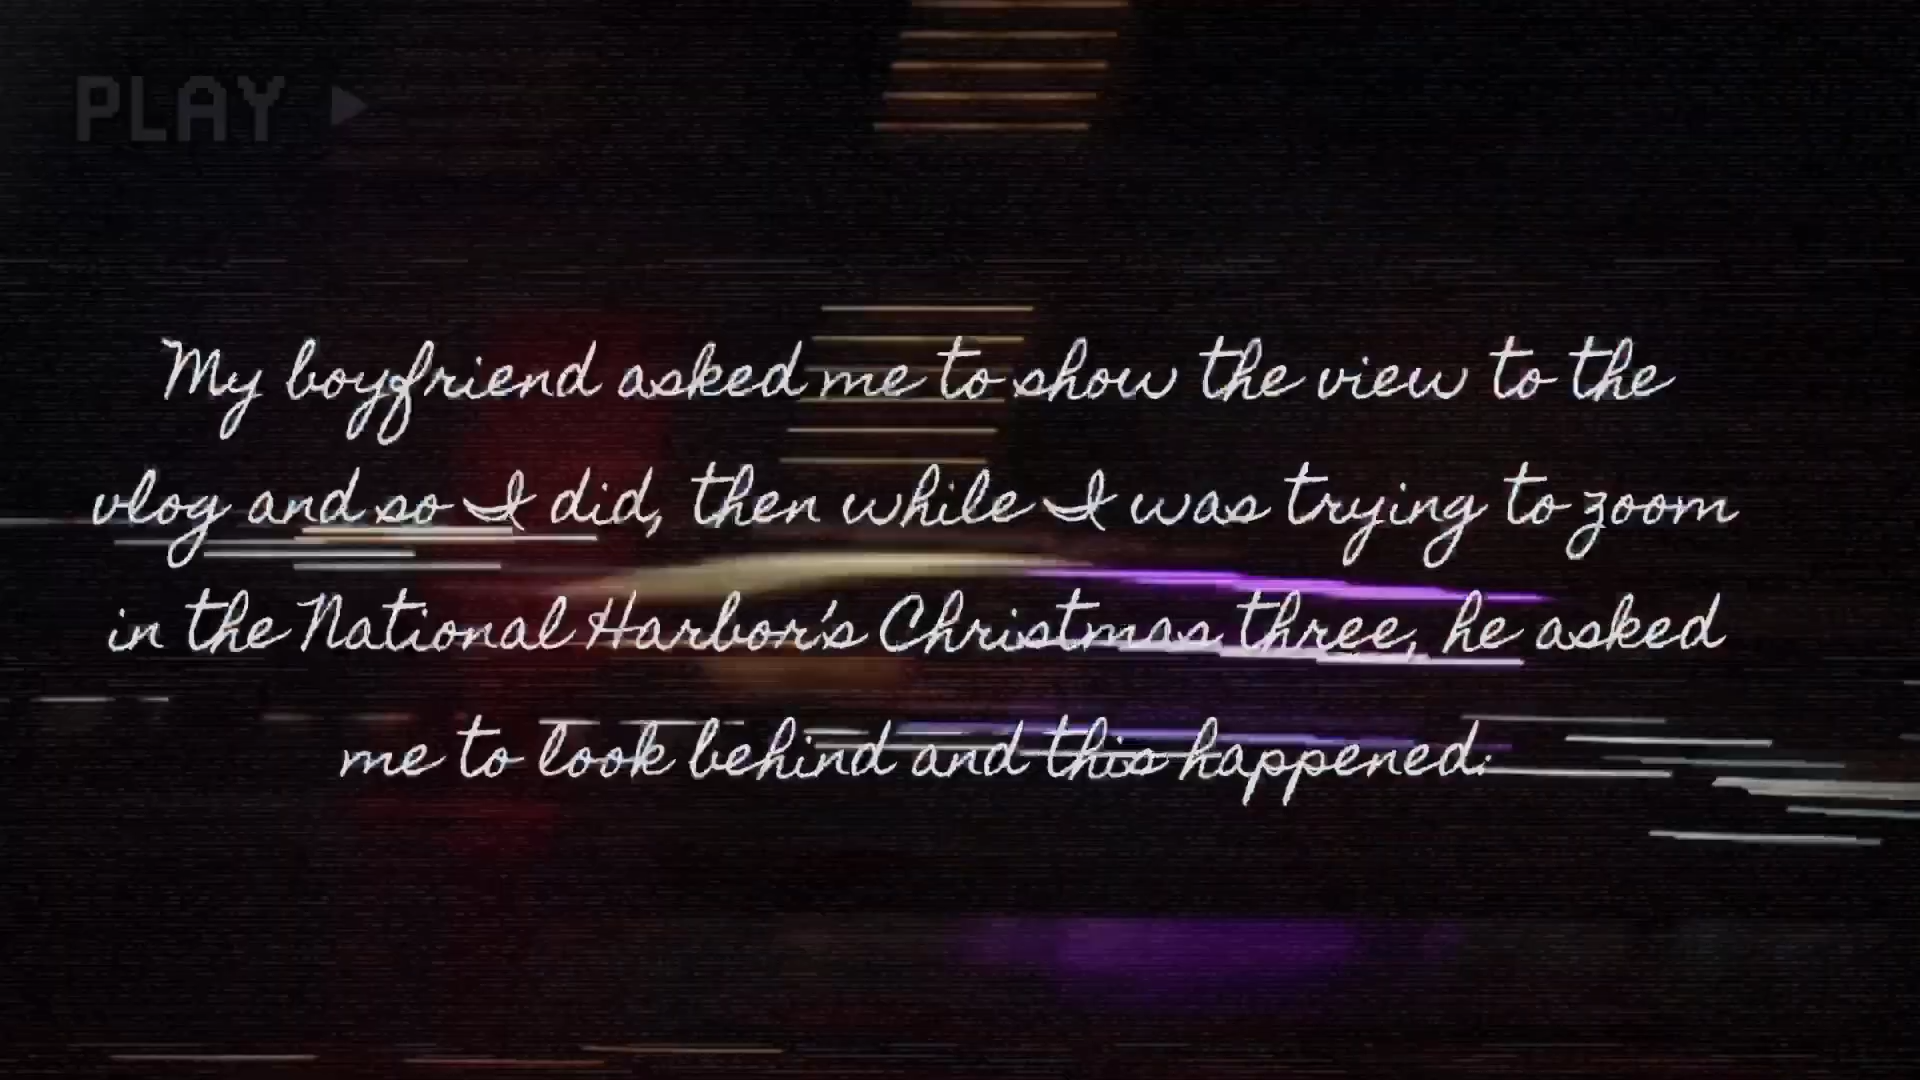 PLAY
My boyfriend asked me to show the view to the
vlog and so I did, then while I was trying to zoom
in the National Harbor's Christmas three, he asked
me to look behind and this happened: